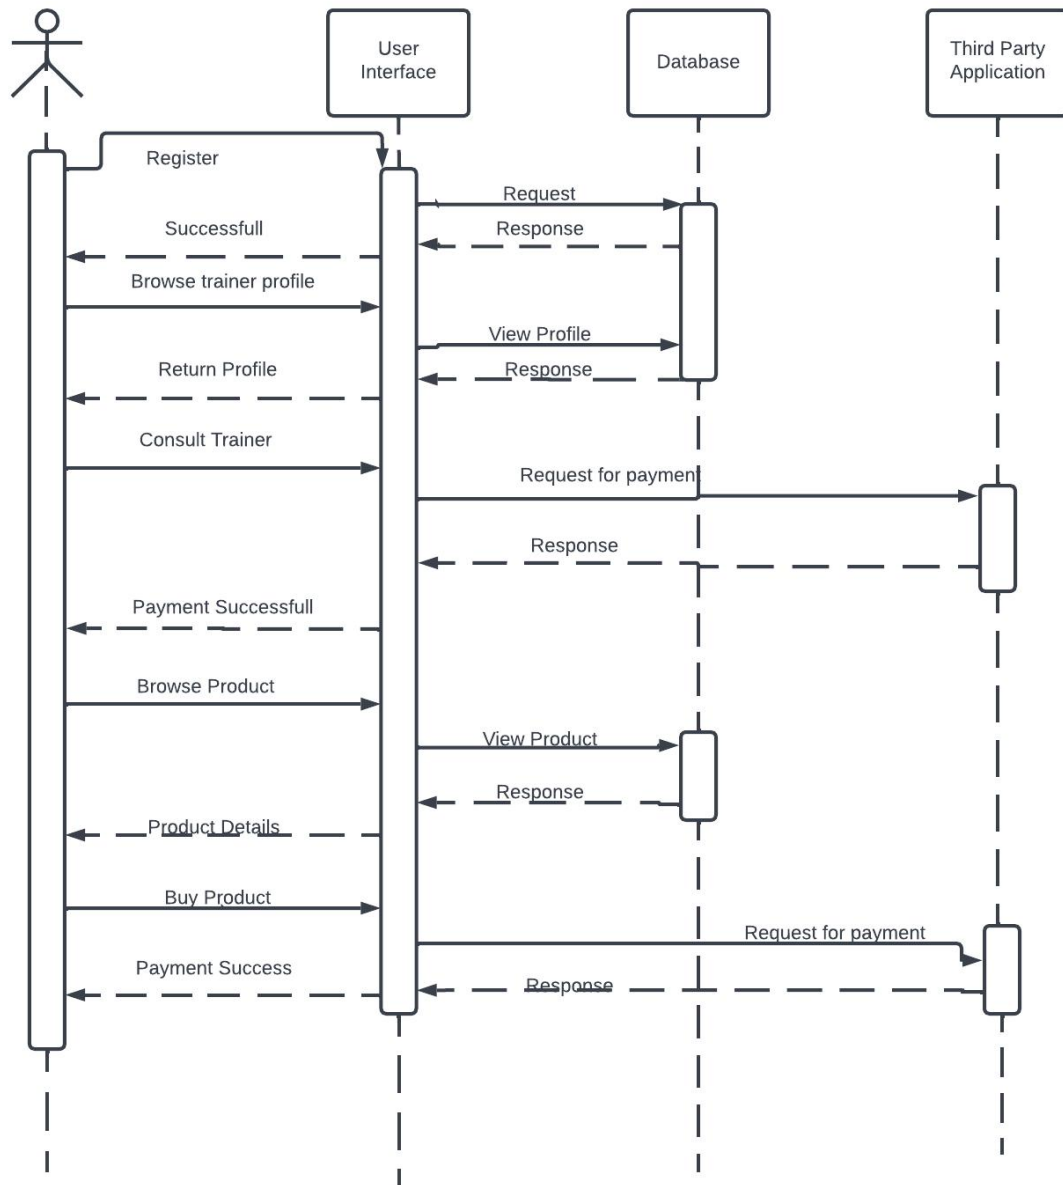 User
Interface
Database
Third Party
Application
Register
Request
Successfull
Response
Browse trainer profile
View Profile
Return Profile
Response
Consult Trainer
Request for payment
Response
Payment Successfull
Browse Product
View Product
Response
Product Details
Buy Product
Request for payment
Payment Success
Response